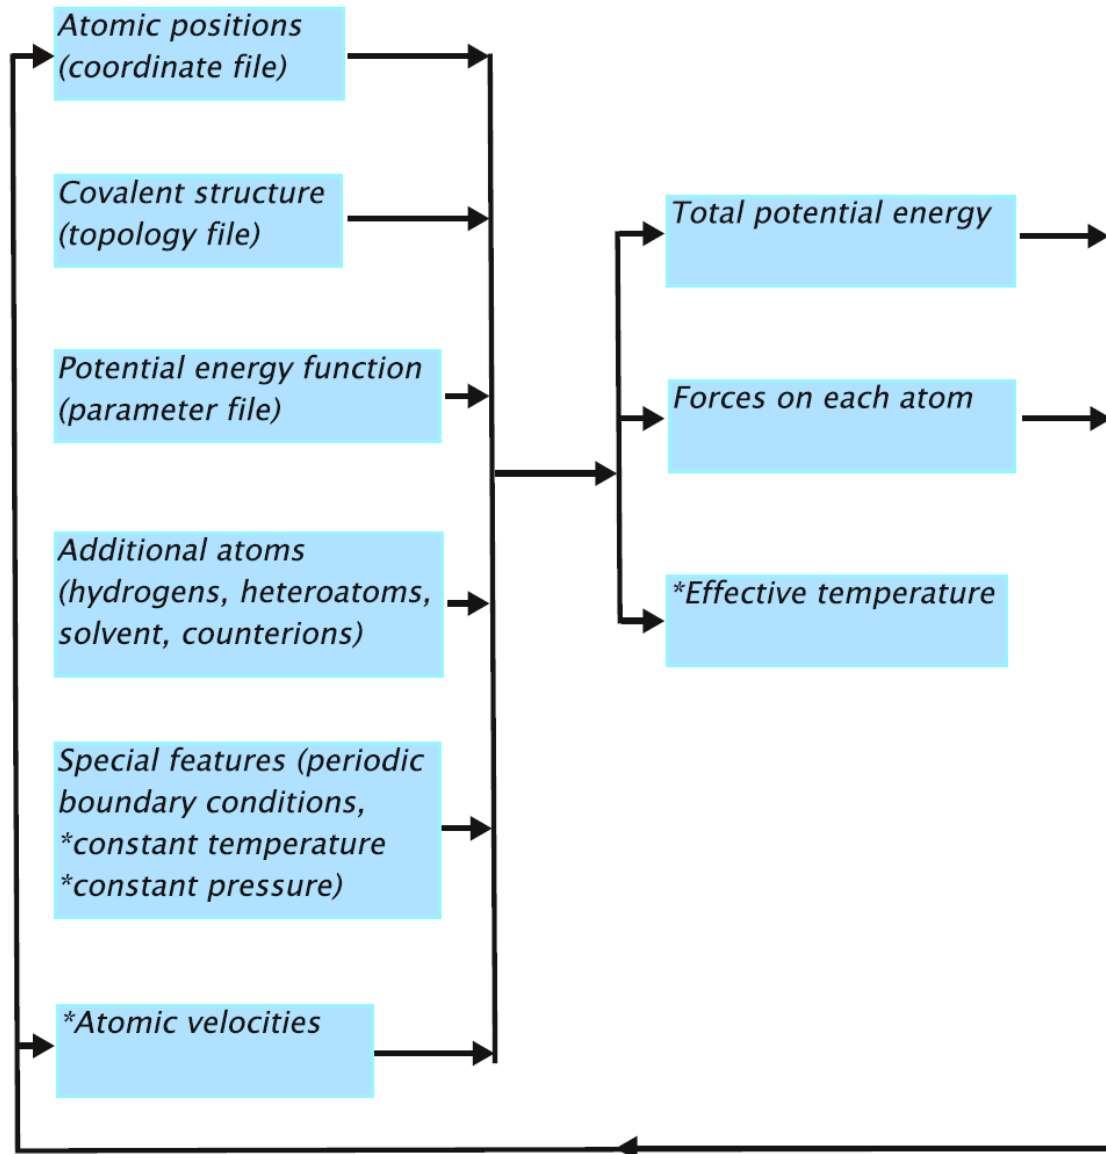 Atomic positions
(coordinate file)
Covalent structure
(topology file)
Potential energy function
(parameter file)
Additional atoms
(hydrogens, heteroatoms,
solvent, counterions)
Special features (periodic
boundary conditions,
*constant temperature
*constant pressure)
*Atomic velocities
Total potential energy
Forces on each atom
*Effective temperature